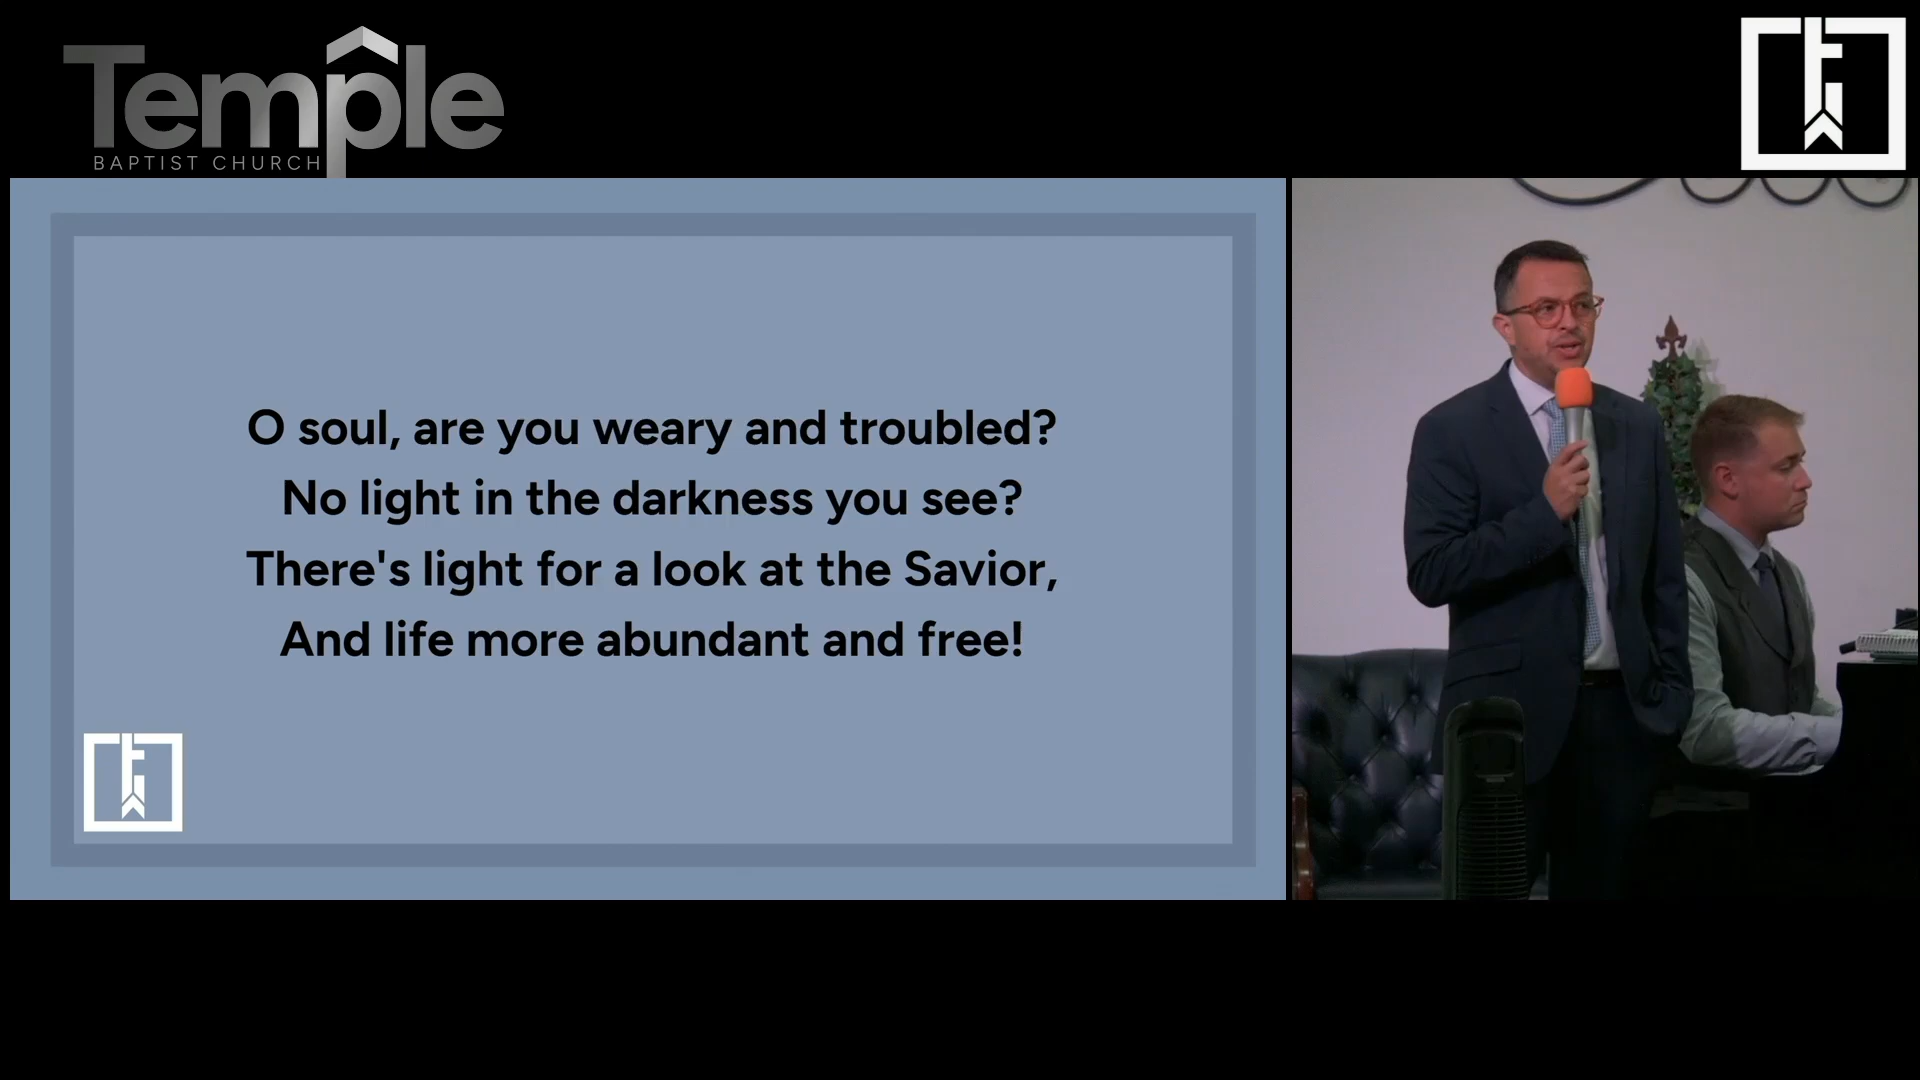 Temple
BAPTIST CHURCH
O soul, are you weary and troubled?
No light in the darkness you see?
There's light for a look at the Savior,
And life more abundant and free!